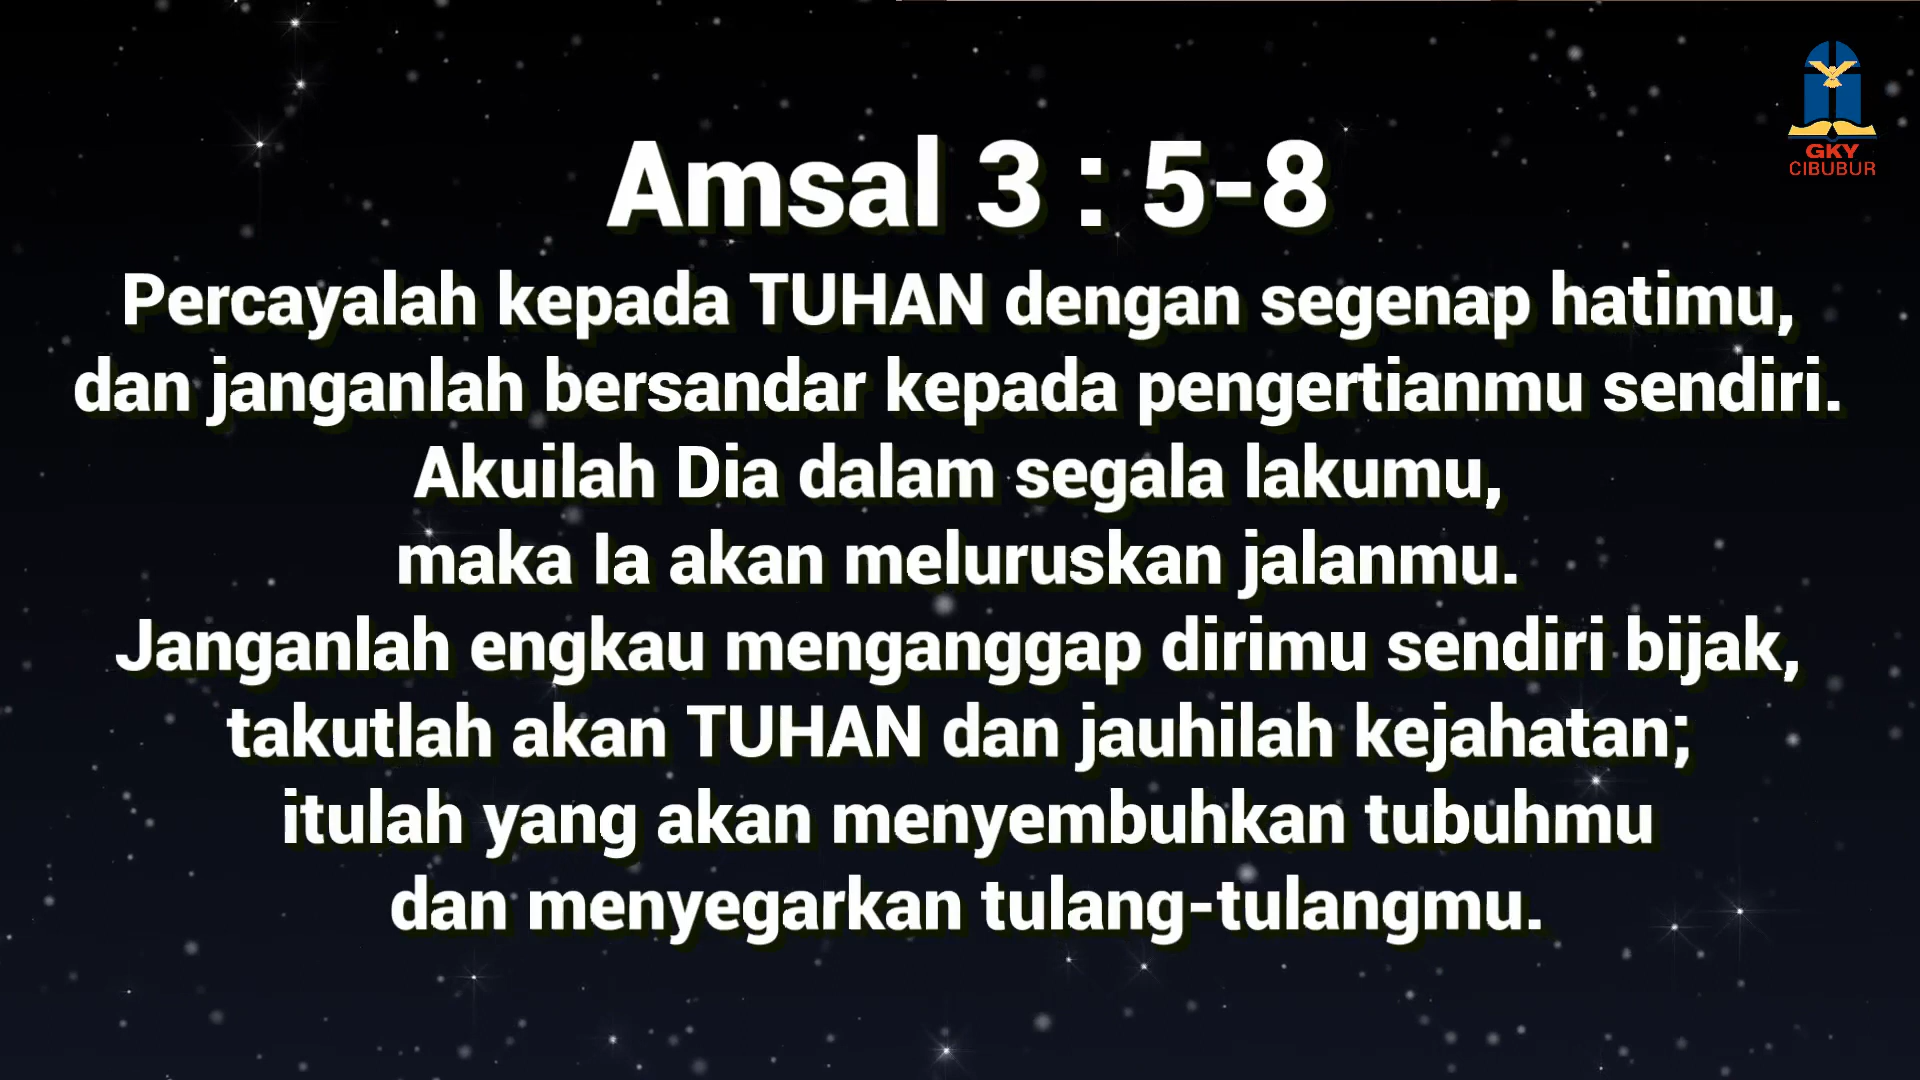 GKY
CIBUBUR
Amsal 3 : 5-8
Percayalah kepada TUHAN dengan segenap hatimu,
dan janganlah bersandar kepada pengertianmu sendiri.
Akuilah Dia dalam segala lakumu,
maka Ia akan meluruskan jalanmu.
Janganlah engkau menganggap dirimu sendiri bijak,
takutlah akan TUHAN dan jauhilah kejahatan;
itulah yang akan menyembuhkan tubuhmu
dan menyegarkan tulang-tulangmu.